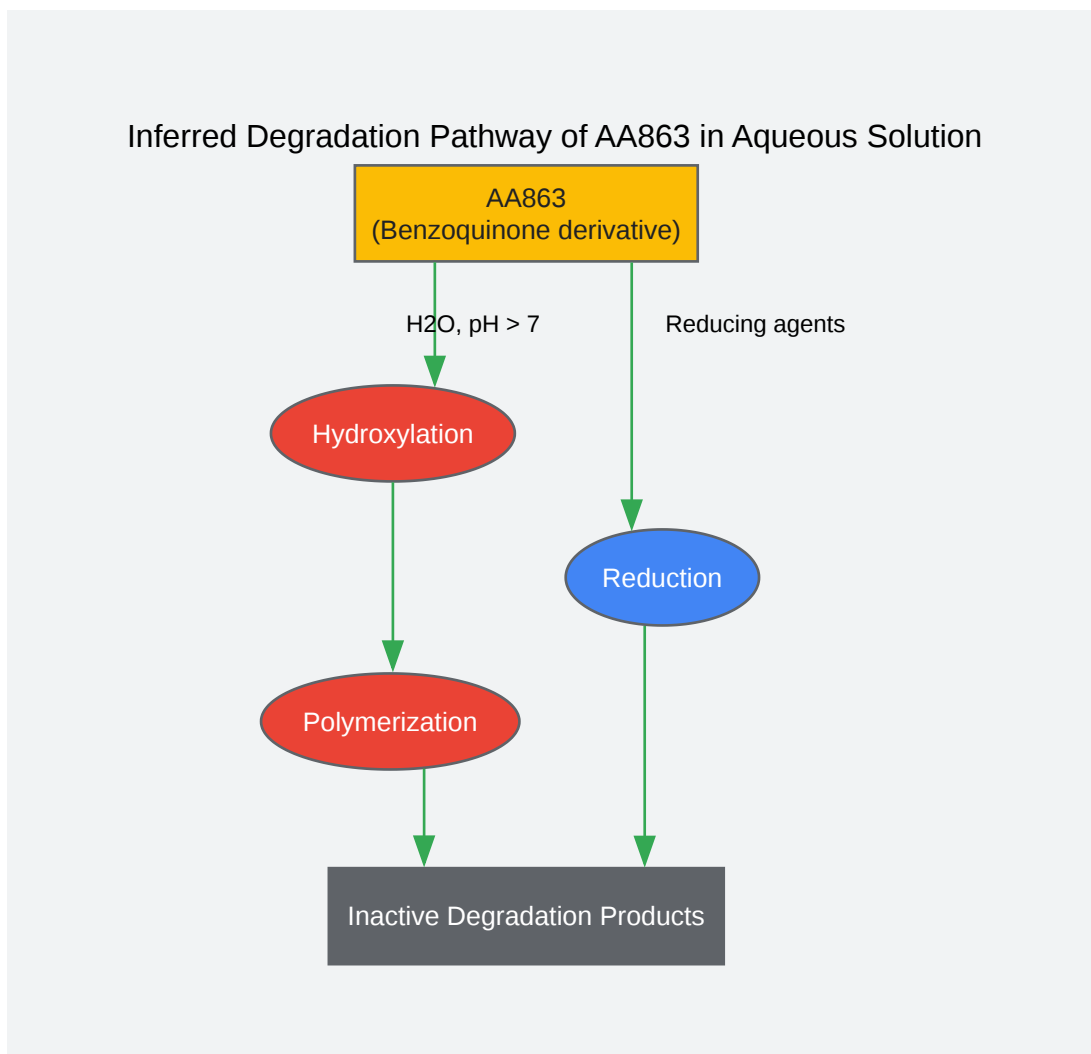 Inferred Degradation Pathway of AA863 in Aqueous Solution
AA863
(Benzoquinone derivative)
H2O, pH > 7
Reducing agents
Hydroxylation
Reduction
Polymerization
Inactive Degradation Products